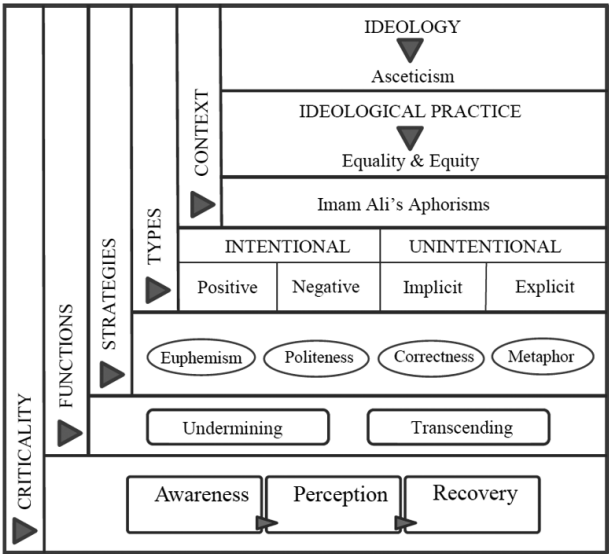 IDEOLOGY
Asceticism
IDEOLOGICAL PRACTICE
Equality & Equity
Imam Ali's Aphorisms
CONTEXT
INTENTIONAL UNINTENTIONAL
Positive Negative Implicit Explicit
TYPES
Euphemism Politeness Correctness Metaphor
STRATEGIES
Undermining Transcending
FUNCTIONS
Awareness Perception Recovery
CRITICALITY